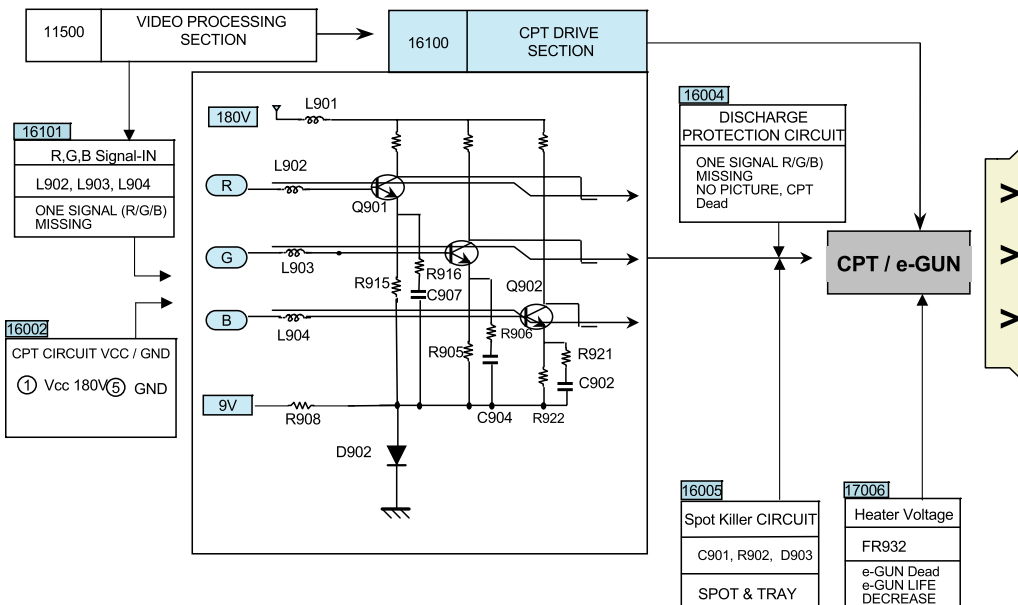 11500
VIDEO PROCESSING
SECTION
16100
CPT DRIVE
SECTION
16101
R,G,B Signal-IN
L902, L903, L904
ONE SIGNAL (R/G/B)
MISSING
16002
CPT CIRCUIT VCC / GND
1 Vcc 180V 5 GND
180V
L901
R
L902
Q901
G
L903
R916
R915
C907
Q902
B
L904
R906
R905
R921
C902
9V
R908
C904
R922
D902
16004
DISCHARGE
PROTECTION CIRCUIT
ONE SIGNAL R/G/B)
MISSING
NO PICTURE, CPT
Dead
CPT / e-GUN
16005
Spot Killer CIRCUIT
C901, R902, D903
SPOT & TRAY
17006
Heater Voltage
FR932
e-GUN Dead
e-GUN LIFE
DECREASE